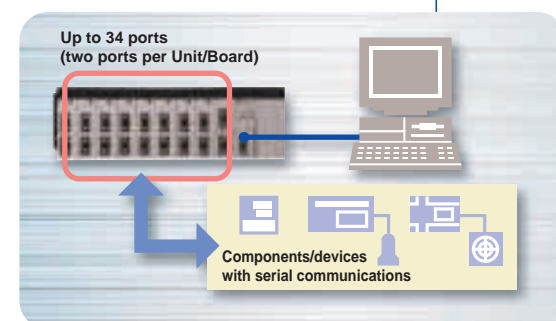 Up to 34 ports
(two ports per Unit/Board)
Components/devices
with serial communications